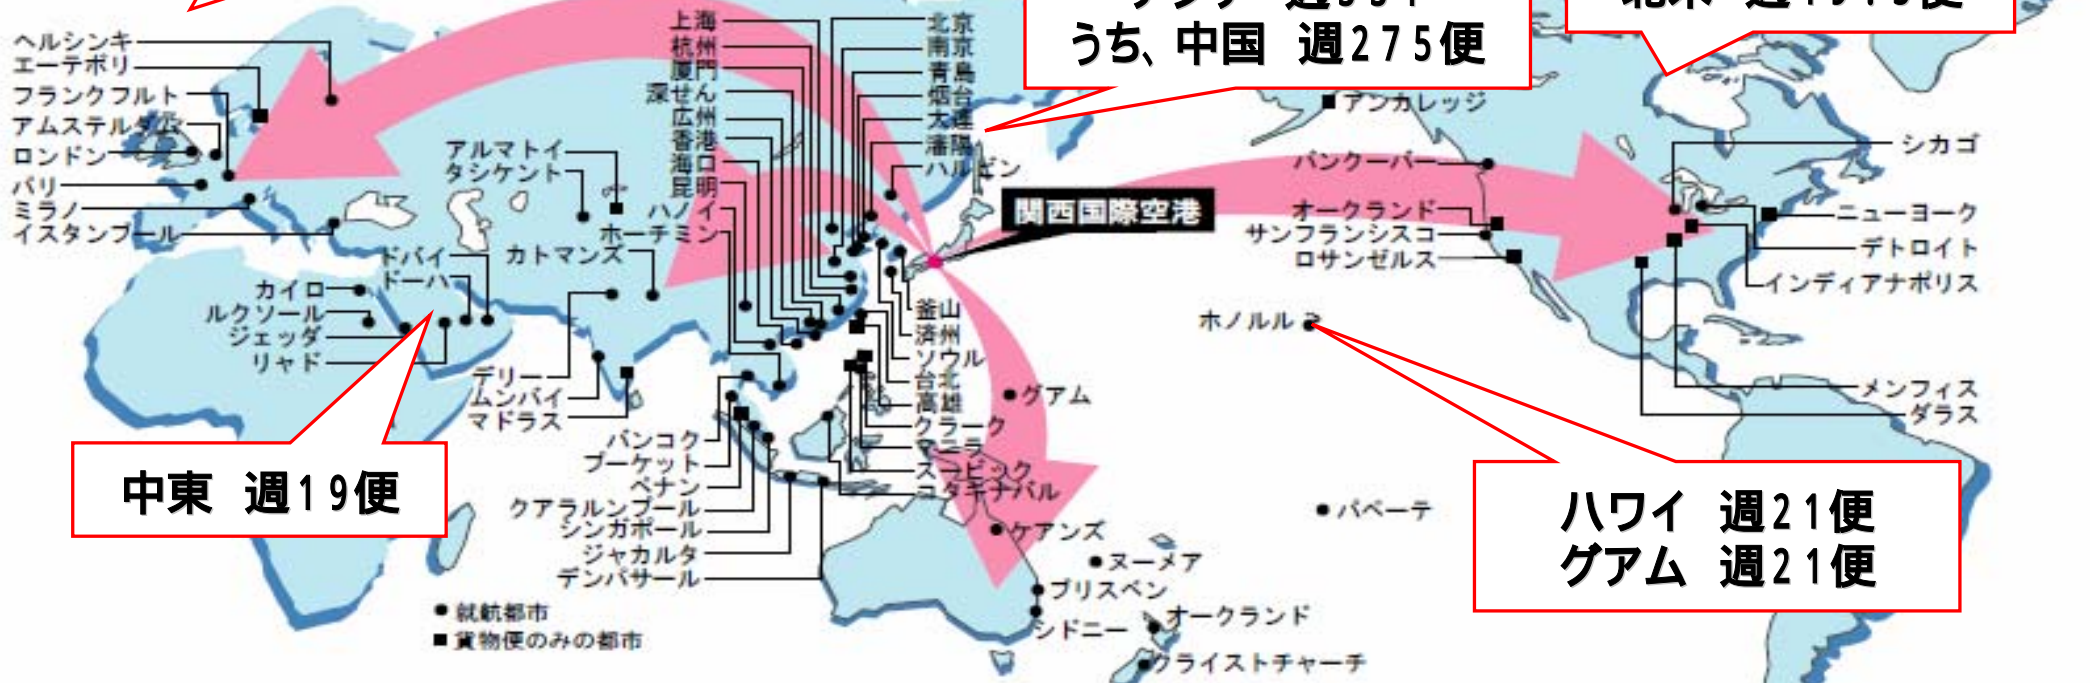 うち、中国 週275便
ヘルシンキ
エーテボリ
フランクフルト
アムステルダム
ロンドン
パリ
ミラノ
イスタンブール
アルマトイ
タシケント
カトマンズ
ドバイ
ドーハ
カイロ
ルクソール
ジェッダ
リャド
デリー
ムンバイ
マドラス
上海
杭州
厦門
深せん
広州
香港
海口
昆明
ハノイ
ホーチミン
北京
南京
青島
烟台
大連
瀋陽
ハルビン
関西国際空港
釜山
済州
ソウル
台北
高雄
クラーク
マニラ
スービック
コタキナバル
バンコク
プーケット
ペナン
クアラルンプール
シンガポール
ジャカルタ
デンパサール
グアム
ケアンズ
ヌーメア
ブリスベン
シドニー
オークランド
クライストチャーチ
パペーテ
ホノルル
アンカレッジ
バンクーバー
オークランド
サンフランシスコ
ロサンゼルス
シカゴ
ニューヨーク
デトロイト
インディアナポリス
メンフィス
ダラス
中東 週19便
ハワイ 週21便
グアム 週21便
●就航都市
■貨物便のみの都市